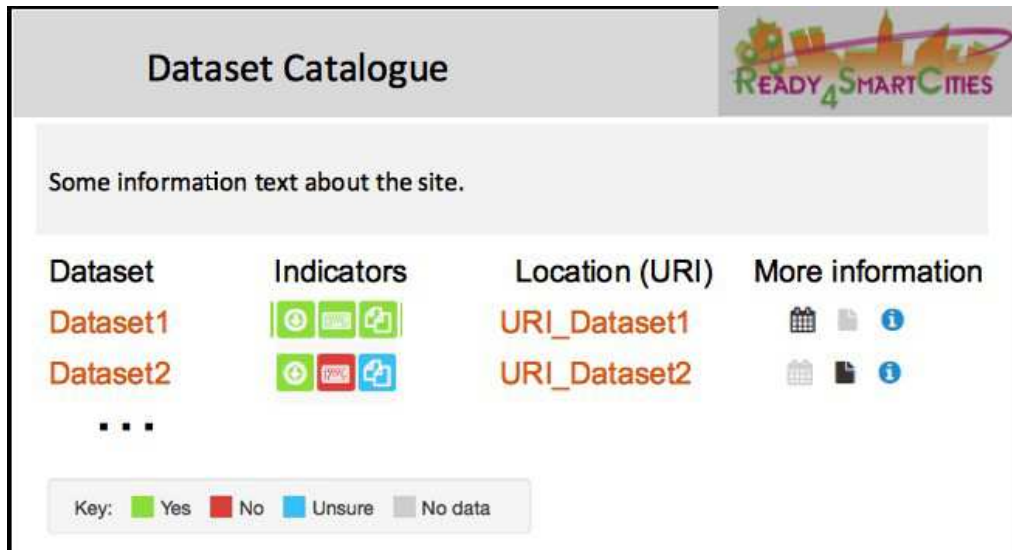 Dataset Catalogue
READY4SMARTCITIES
Some information text about the site.
Dataset Indicators Location (URI) More information
Dataset1 URI_Dataset1
Dataset2 URI_Dataset2
...
Key: Yes No Unsure No data